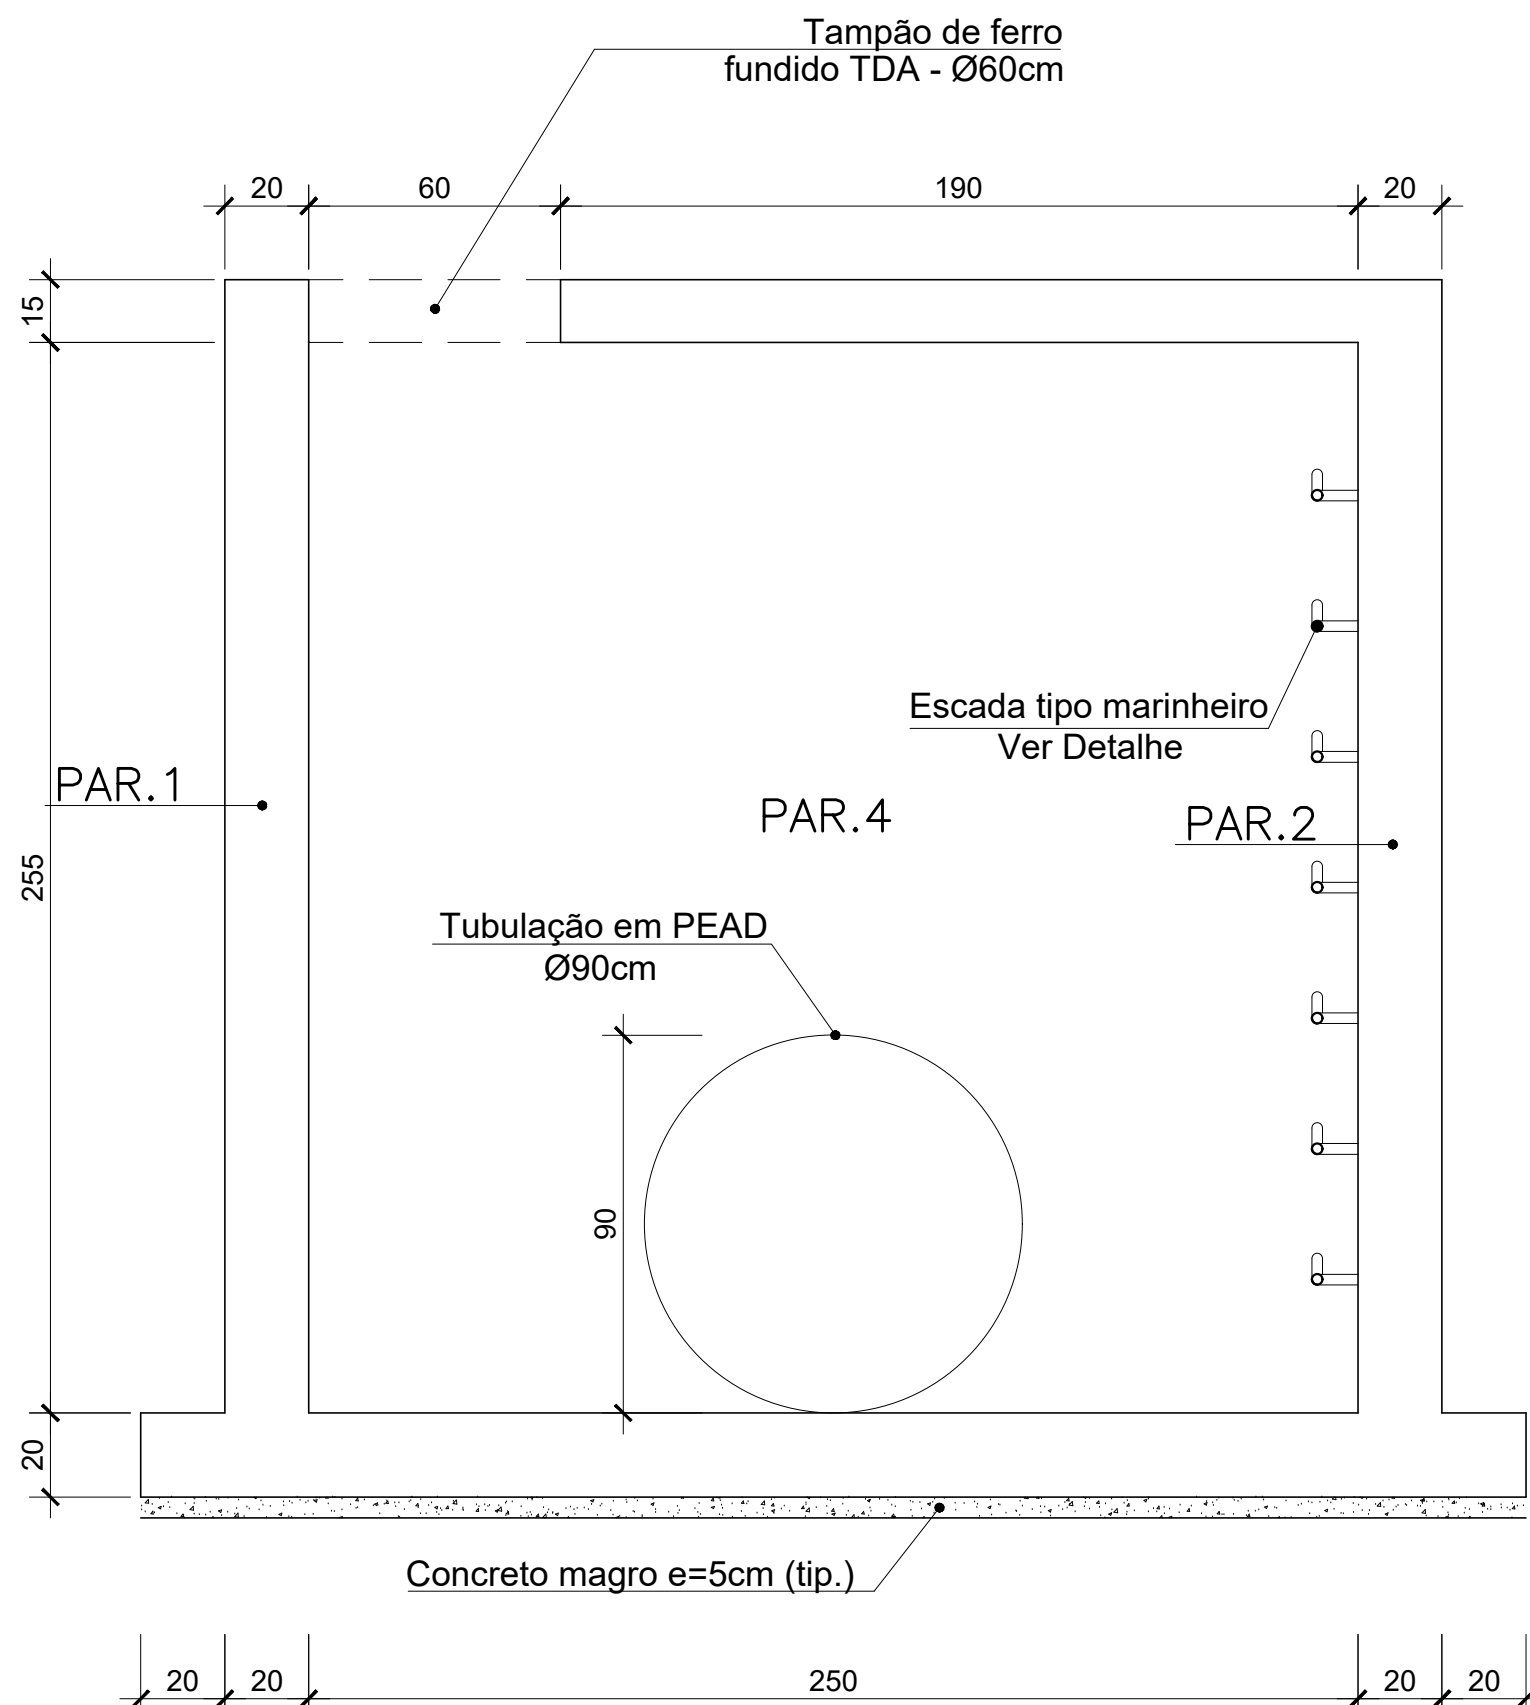 Tampão de ferro
fundido TDA - Ø60cm
20
60
190
20
15
Escada tipo marinheiro
Ver Detalhe
PAR.1
PAR.4
PAR.2
255
Tubulação em PEAD
Ø90cm
90
20
Concreto magro e=5cm (tip.)
20
20
250
20
20